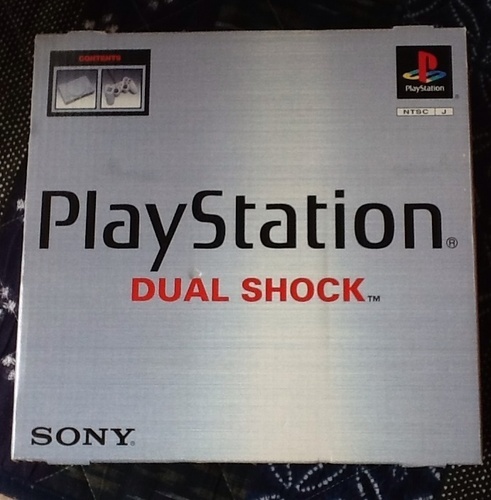 CONTENTS
PlayStation
NTSC J
PlayStation®
DUAL SHOCK™
SONY®